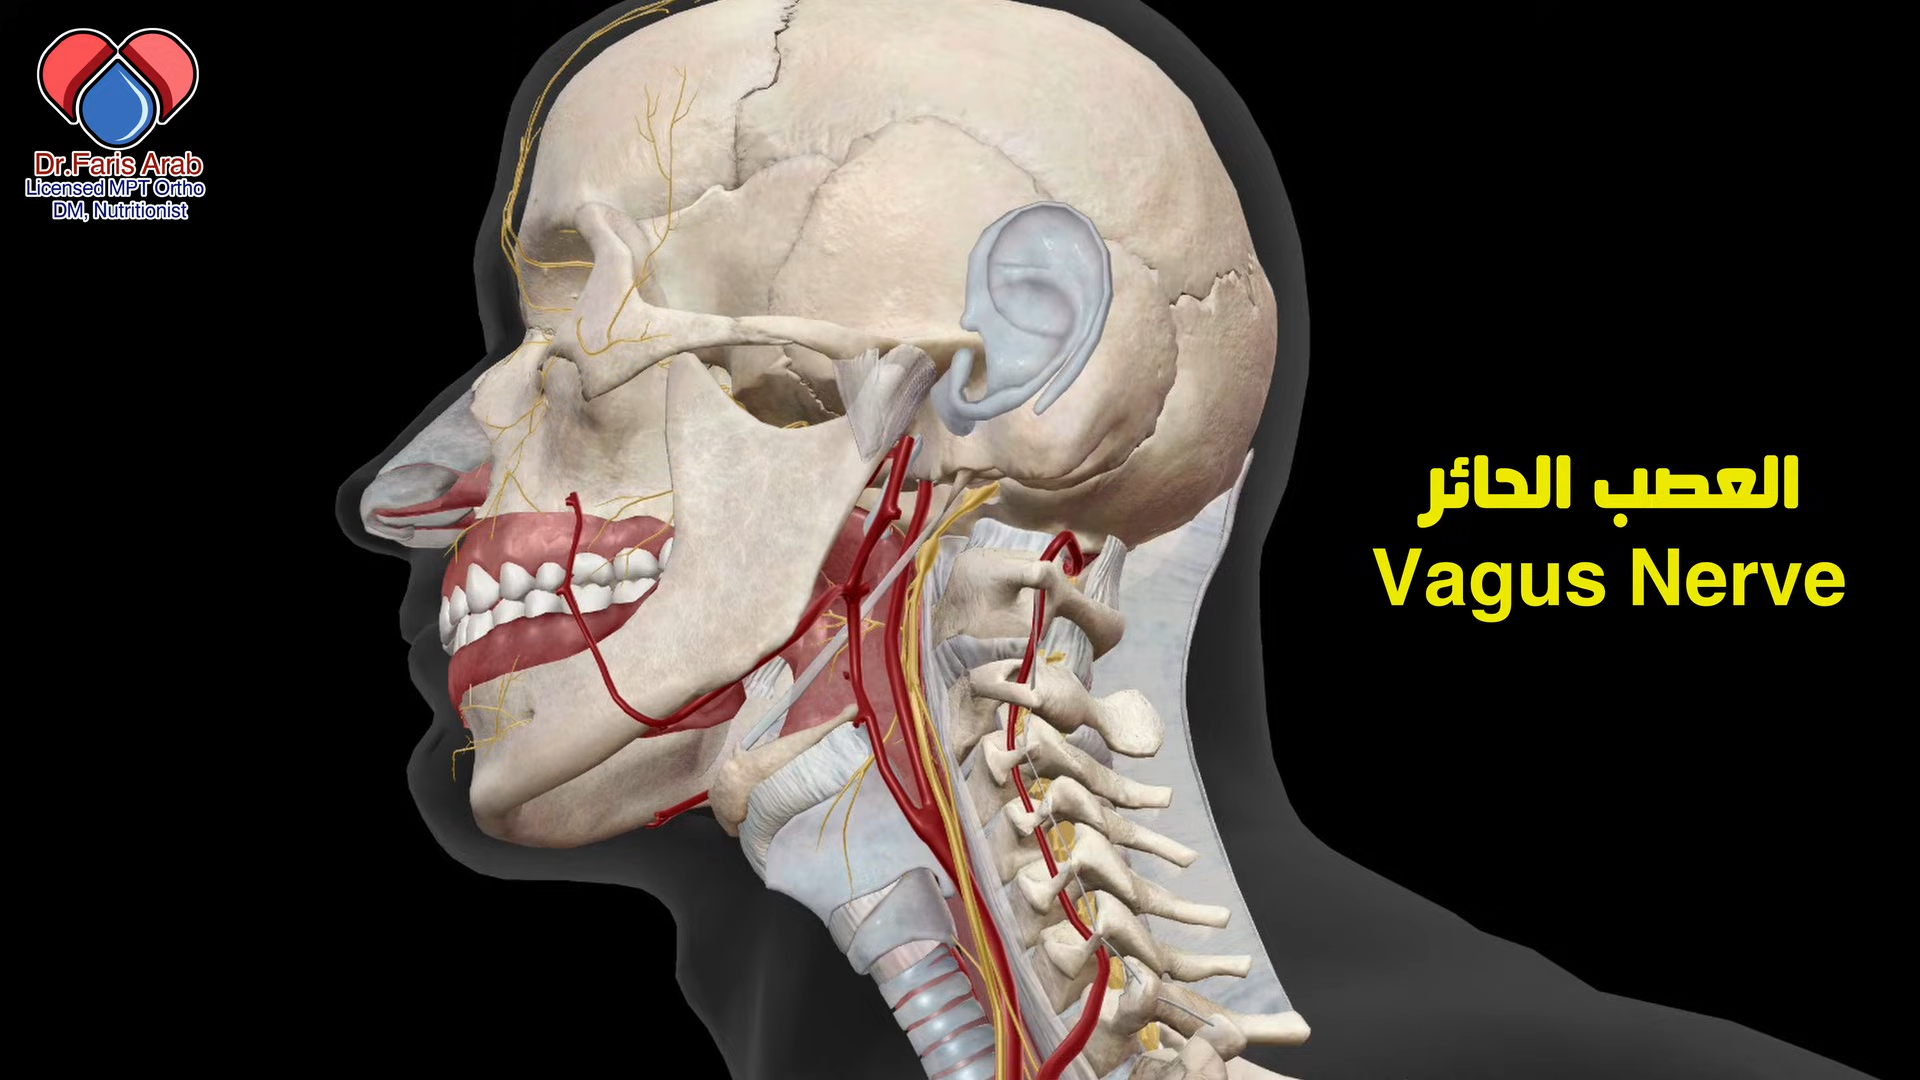 Dr.Faris Arab
Licensed MPT Ortho
DM, Nutritionist
العصب الحائر
Vagus Nerve